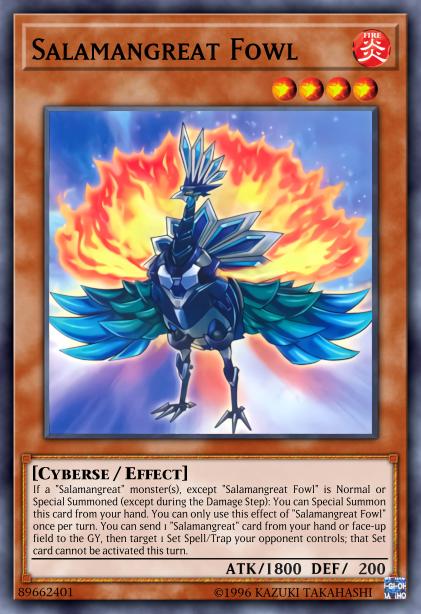 SALAMANGREAT FOWL
FIRE
炎
[CYBERSE / EFFECT]
If a "Salamangreat" monster(s), except "Salamangreat Fowl" is Normal or
Special Summoned (except during the Damage Step): You can Special Summon
this card from your hand. You can only use this effect of "Salamangreat Fowl"
once per turn. You can send 1 "Salamangreat" card from your hand or face-up
field to the GY, then target 1 Set Spell/Trap your opponent controls; that Set
card cannot be activated this turn.
ATK/1800 DEF/ 200
89662401 ©1996 KAZUKI TAKAHASHI